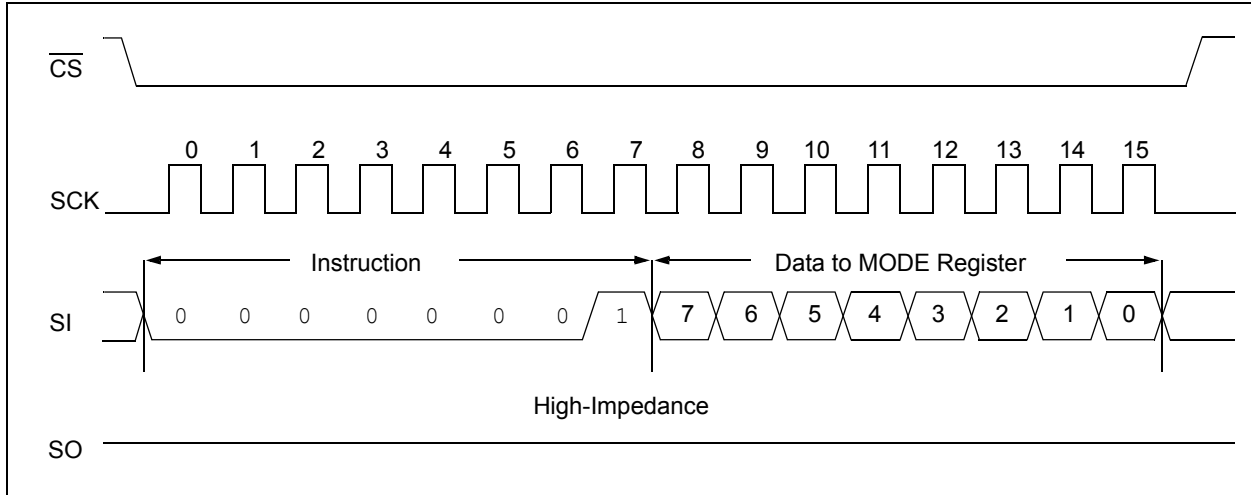 CS
0 1 2 3 4 5 6 7 8 9 10 11 12 13 14 15
SCK
Instruction Data to MODE Register
SI 0 0 0 0 0 0 0 1 7 6 5 4 3 2 1 0
High-Impedance
SO